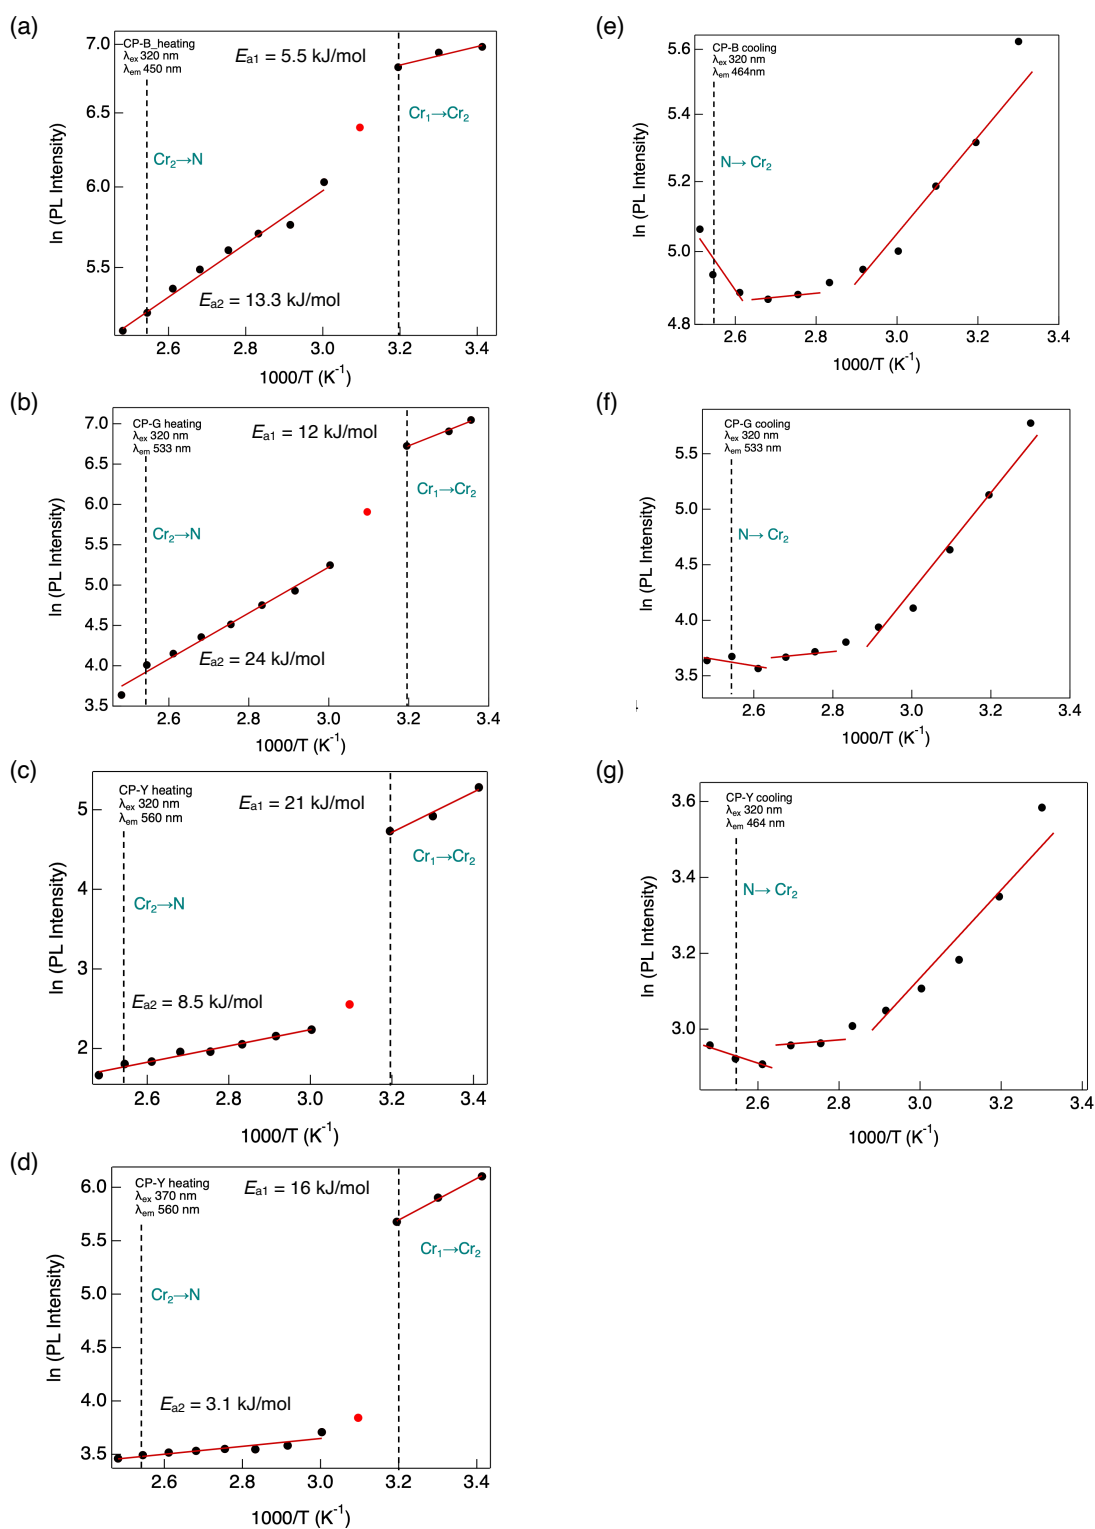 (a)
CP-B_heating
λex 320 nm
λem 450 nm
Ea1 = 5.5 kJ/mol
Cr1→Cr2
Cr2→N
Ea2 = 13.3 kJ/mol
ln (PL Intensity)
7.0
6.5
6.0
5.5
2.6
2.8
3.0
3.2
3.4
1000/T (K-1)
(e)
CP-B cooling
λex 320 nm
λem 464nm
N→ Cr2
ln (PL Intensity)
5.6
5.4
5.2
5.0
4.8
2.6
2.8
3.0
3.2
3.4
1000/T (K-1)
(b)
CP-G heating
λex 320 nm
λem 533 nm
Ea1 = 12 kJ/mol
Cr1→Cr2
Cr2→N
Ea2 = 24 kJ/mol
ln (PL Intensity)
7.0
6.5
6.0
5.5
5.0
4.5
4.0
3.5
2.6
2.8
3.0
3.2
3.4
1000/T (K-1)
(f)
CP-G cooling
λex 320 nm
λem 533 nm
N→ Cr2
ln (PL Intensity)
5.5
5.0
4.5
4.0
3.5
2.6
2.8
3.0
3.2
3.4
1000/T (K-1)
(c)
CP-Y heating
λex 320 nm
λem 560 nm
Ea1 = 21 kJ/mol
Cr1→Cr2
Cr2→N
Ea2 = 8.5 kJ/mol
ln (PL Intensity)
5
4
3
2
2.6
2.8
3.0
3.2
3.4
1000/T (K-1)
(g)
CP-Y cooling
λex 320 nm
λem 464 nm
N→ Cr2
ln (PL Intensity)
3.6
3.4
3.2
3.0
2.6
2.8
3.0
3.2
3.4
1000/T (K-1)
(d)
CP-Y heating
λex 370 nm
λem 560 nm
Ea1 = 16 kJ/mol
Cr1→Cr2
Cr2→N
Ea2 = 3.1 kJ/mol
ln (PL Intensity)
6.0
5.5
5.0
4.5
4.0
3.5
2.6
2.8
3.0
3.2
3.4
1000/T (K-1)